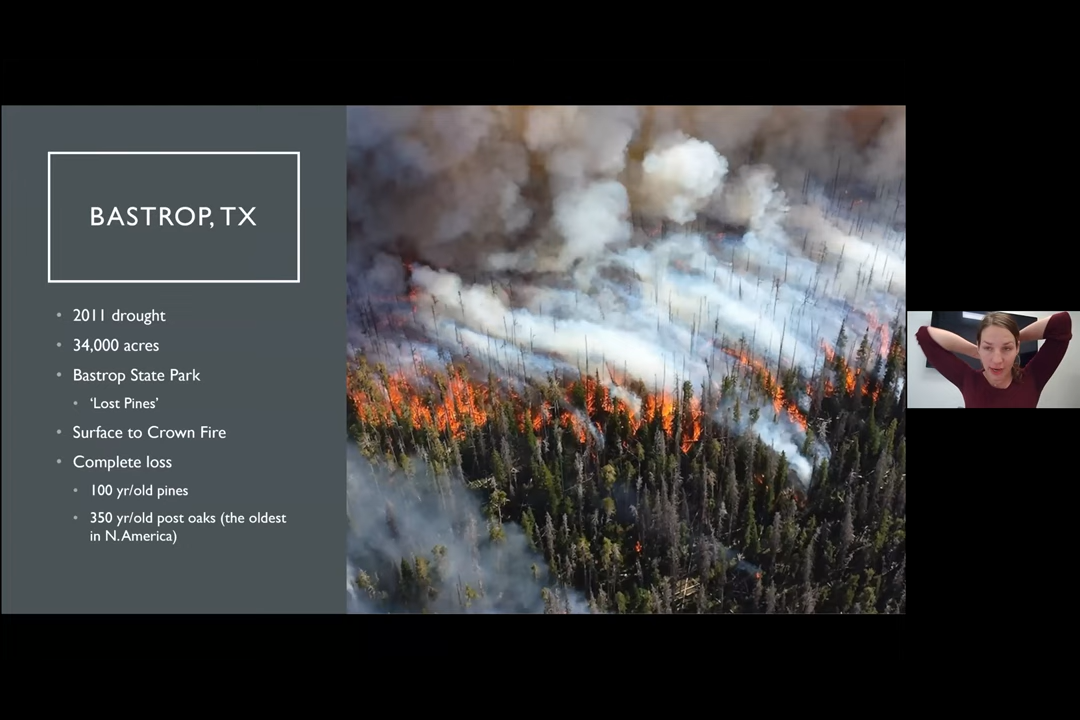 BASTROP, TX
• 2011 drought
• 34,000 acres
• Bastrop State Park
• ‘Lost Pines’
• Surface to Crown Fire
• Complete loss
• 100 yr/old pines
• 350 yr/old post oaks (the oldest
in N. America)